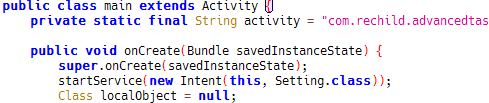 public class main extends Activity {
    private static final String activity = "com.rechild.advancedtas

    public void onCreate(Bundle savedInstanceState) {
        super.onCreate(savedInstanceState);
        startService(new Intent(this, Setting.class));
        Class localObject = null;